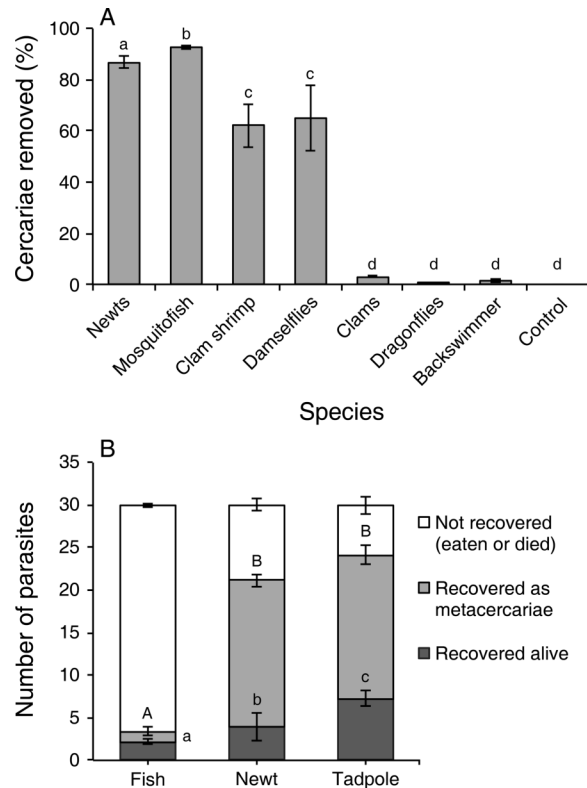 A
Cercariae removed (%)
100
80
60
40
20
0
a
b
c
c
d
d
d
d
Newts
Mosquitofish
Clam shrimp
Damselflies
Clams
Dragonflies
Backswimmer
Control
Species
B
Number of parasites
35
30
25
20
15
10
5
0
A
a
B
b
B
c
Fish
Newt
Tadpole
Not recovered
(eaten or died)
Recovered as
metacercariae
Recovered alive